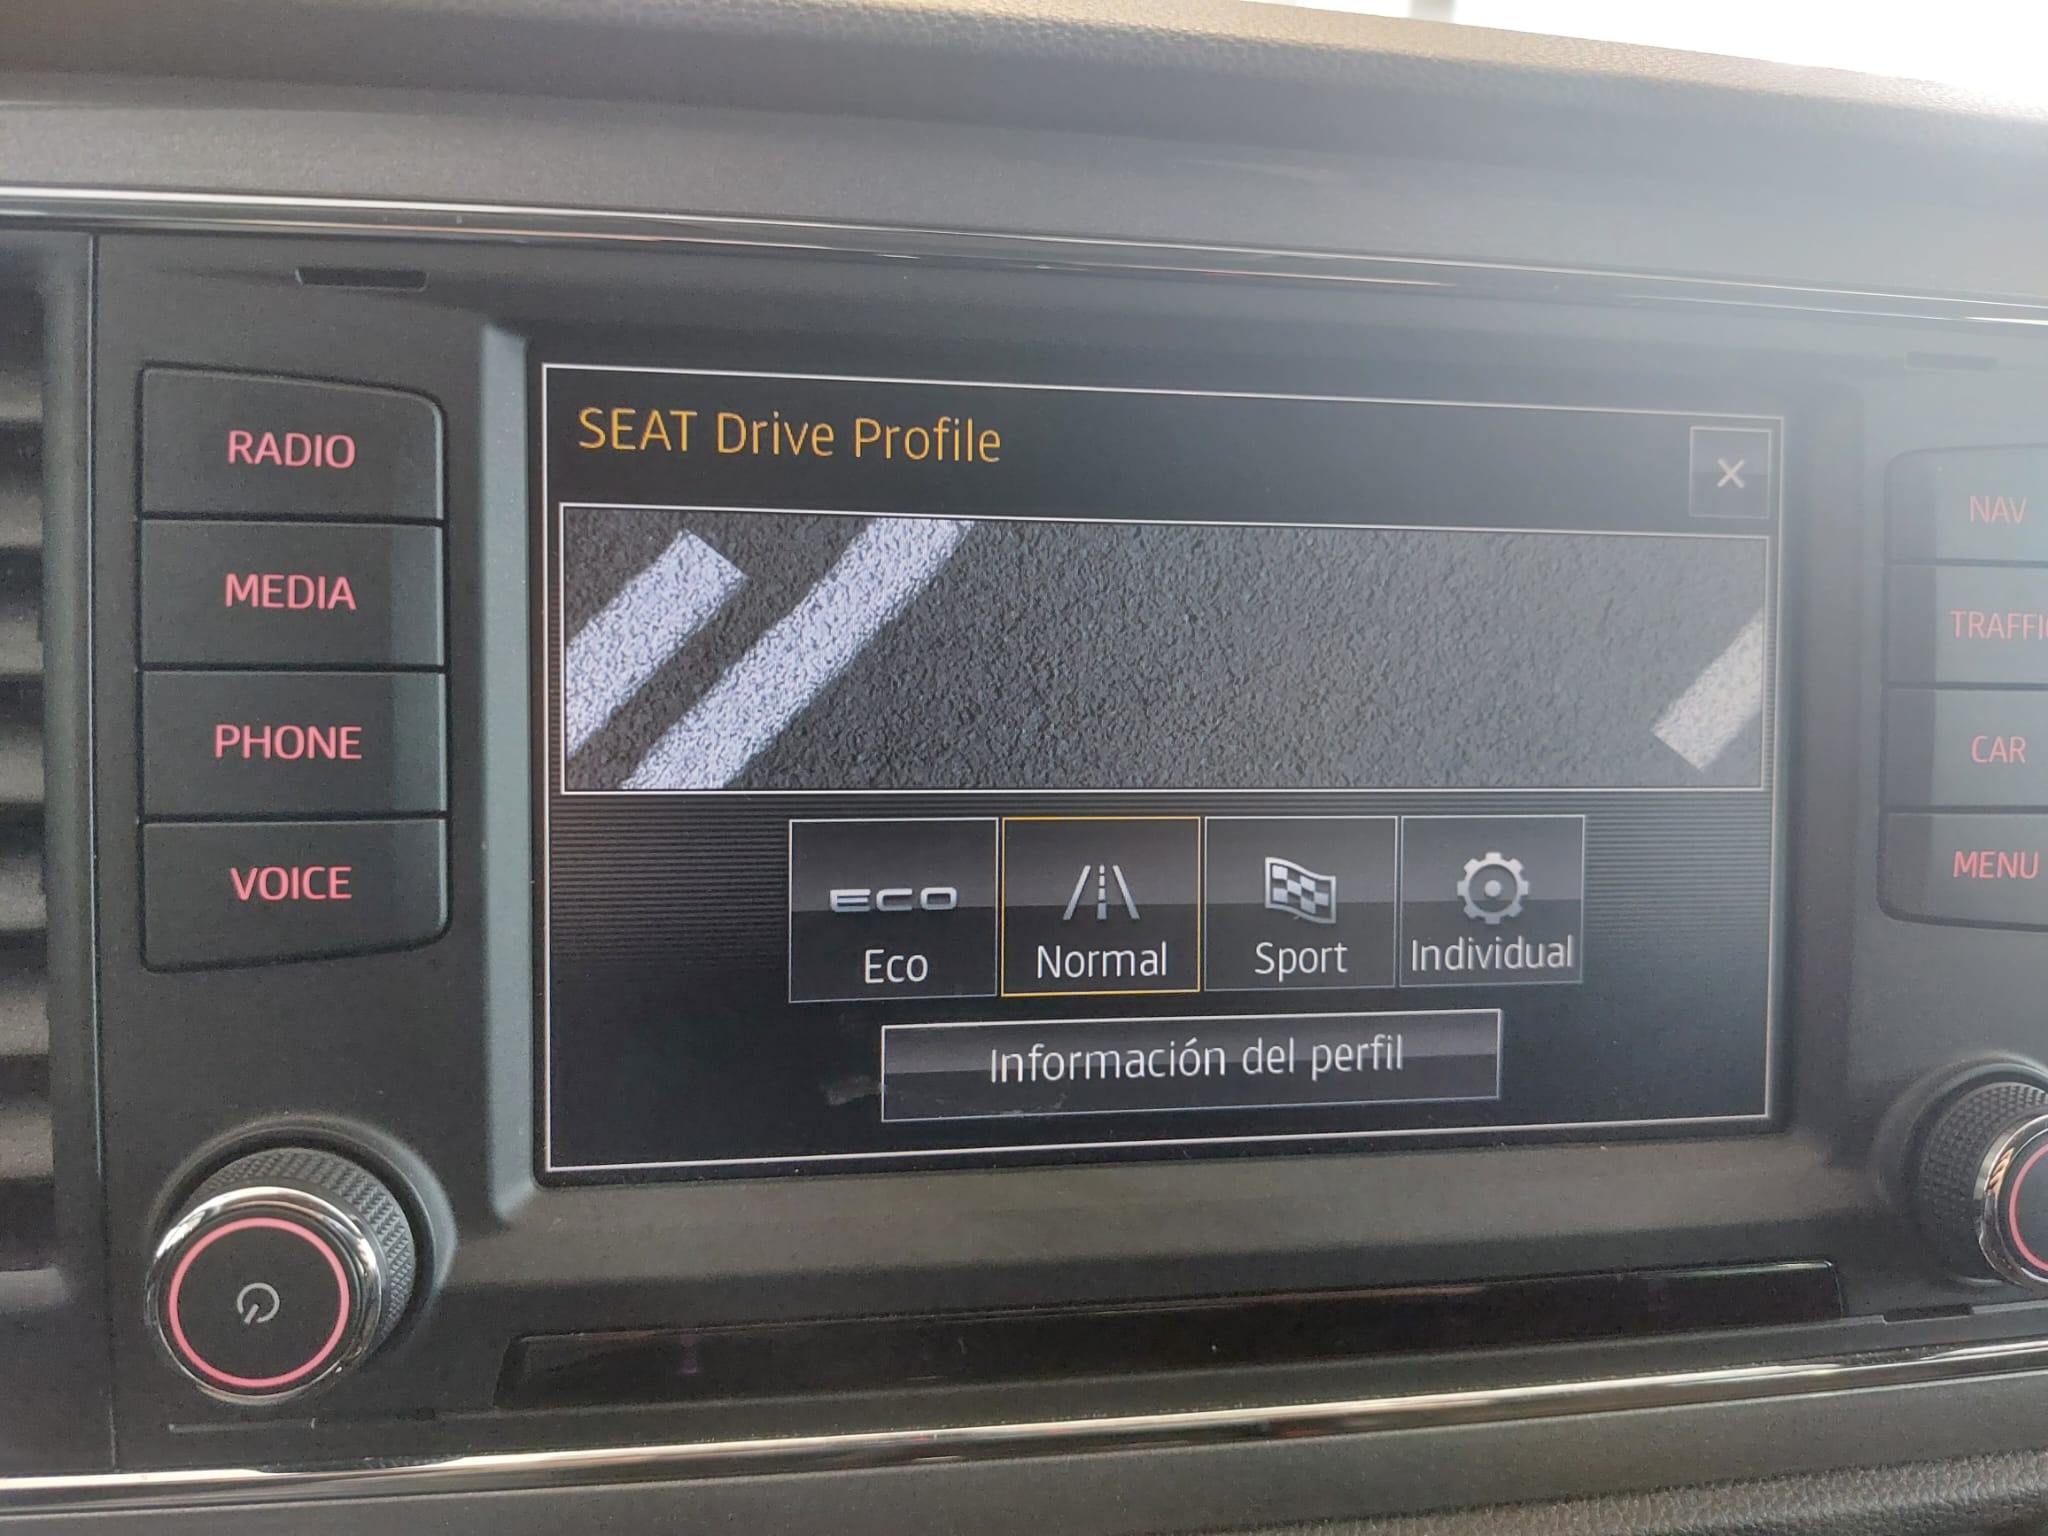 SEAT Drive Profile
RADIO
MEDIA
PHONE
VOICE
NAV
CAR
MENU
ECO
Eco
Normal
Sport
Individual
Información del perfil